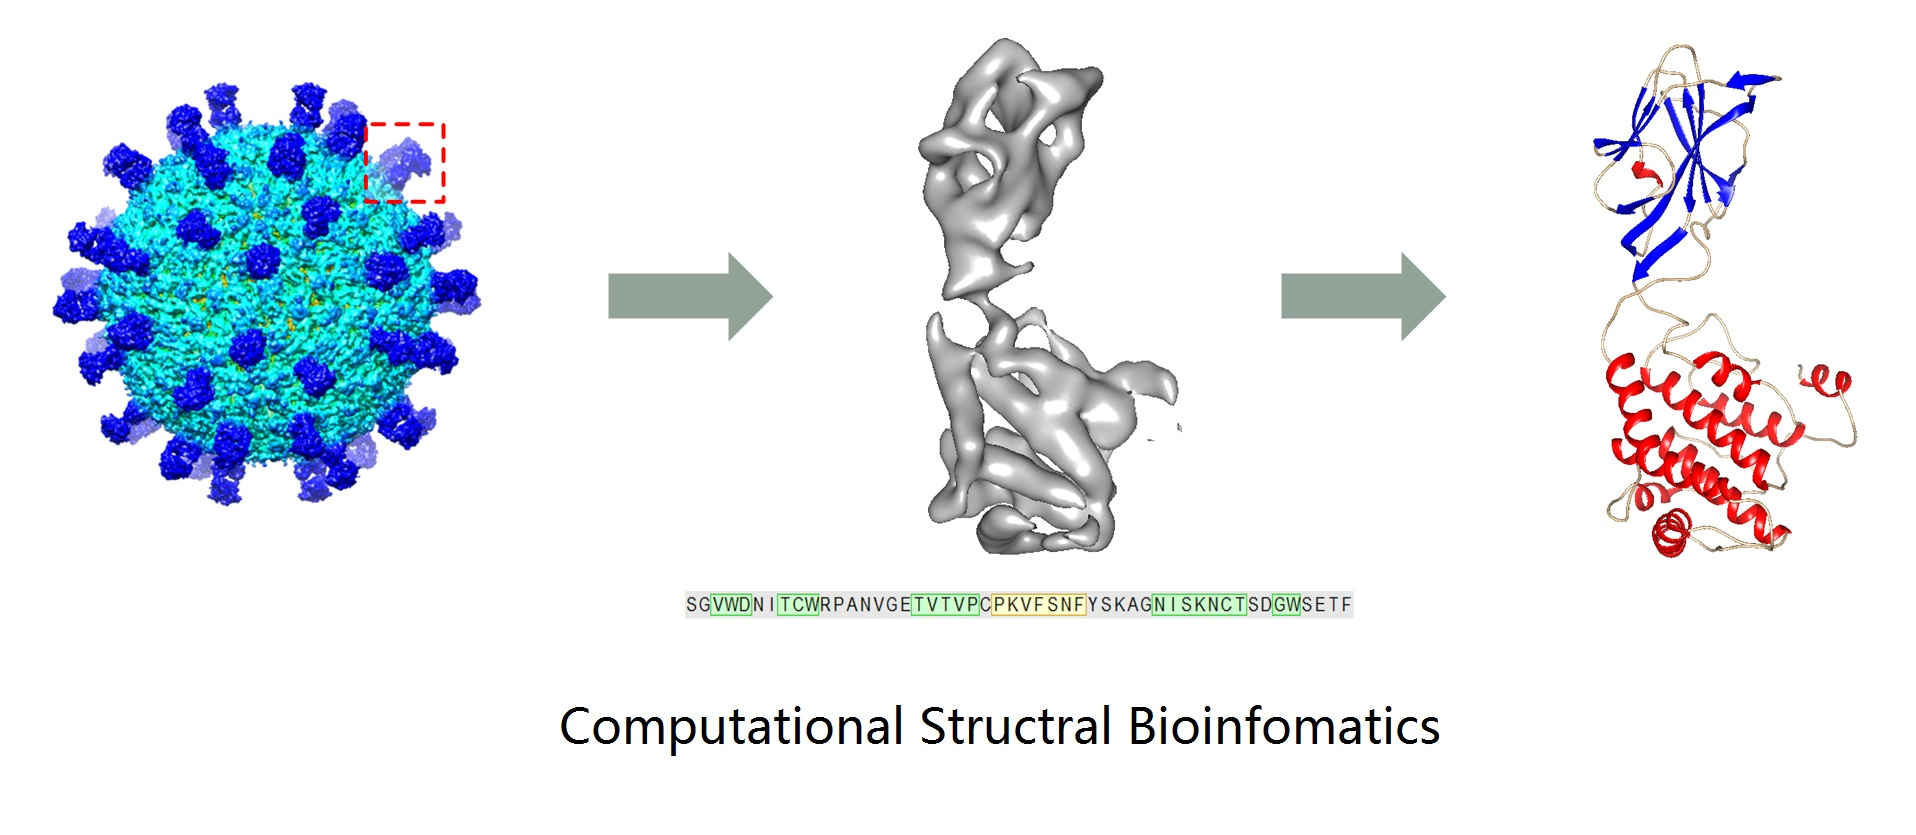 SGVWDNITCWRPANVGETVTVPCPKVFSNFYSKAGNISKNCTSDGWSETF
Computational Structral Bioinfomatics